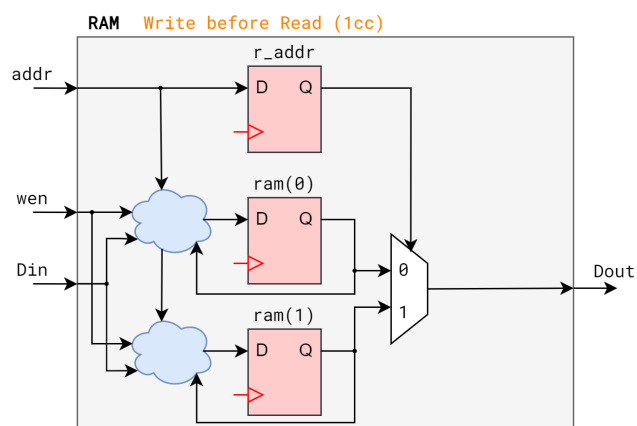 RAM Write before Read (1cc)
r_addr
addr
D Q
ram(0)
wen
D Q
Din
0
Dout
1
ram(1)
D Q